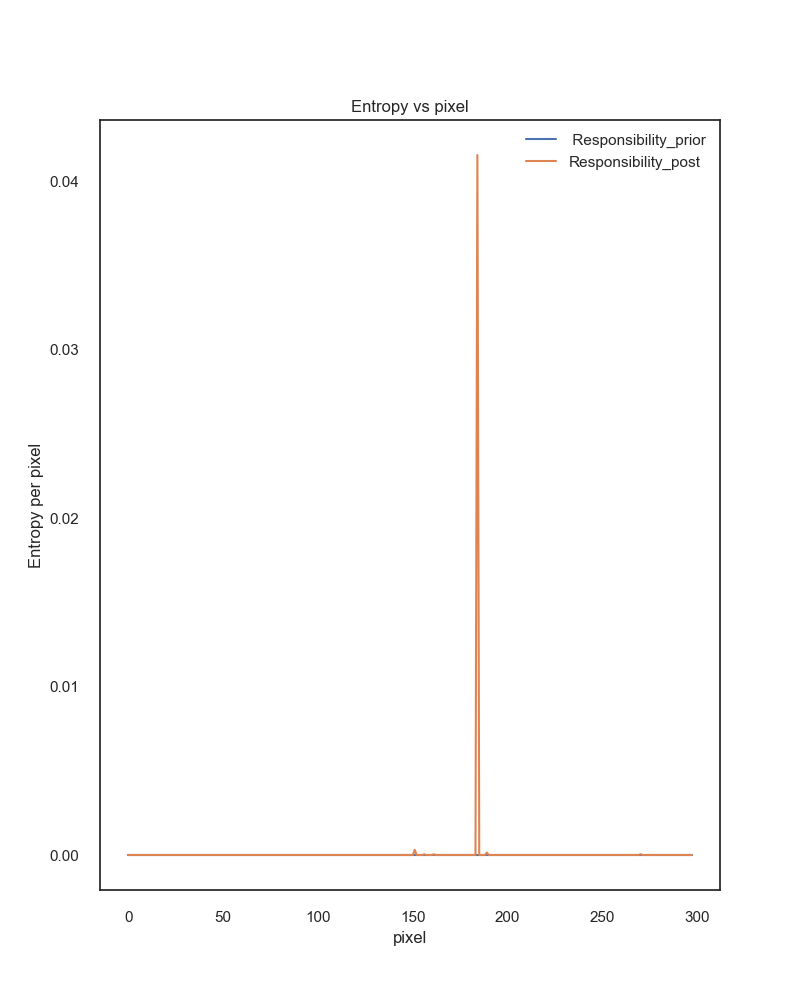 Entropy vs pixel
Responsibility_prior
Responsibility_post
0.04
0.03
0.02
0.01
0.00
Entropy per pixel
0 50 100 150 200 250 300
pixel